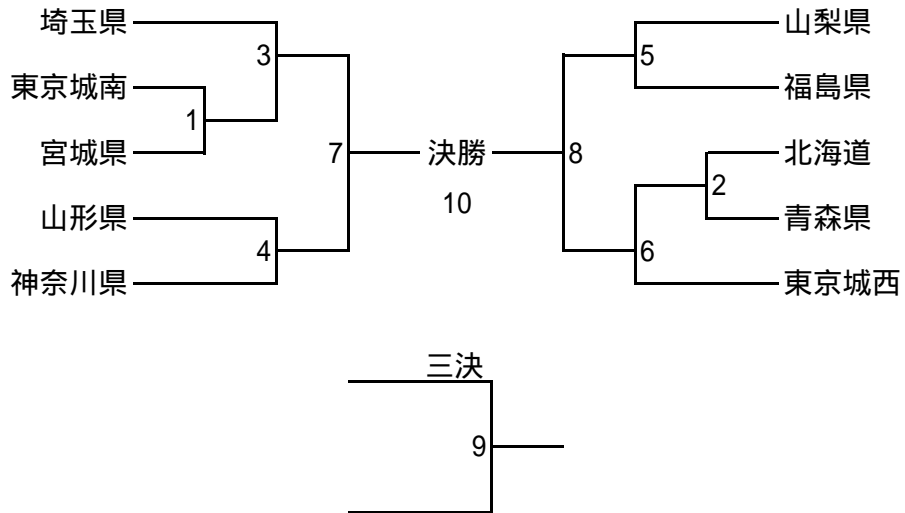 埼玉県
東京城南
宮城県
山形県
神奈川県
1
3
4
7
決勝
10
8
5
2
6
山梨県
福島県
北海道
青森県
東京城西
三決
9